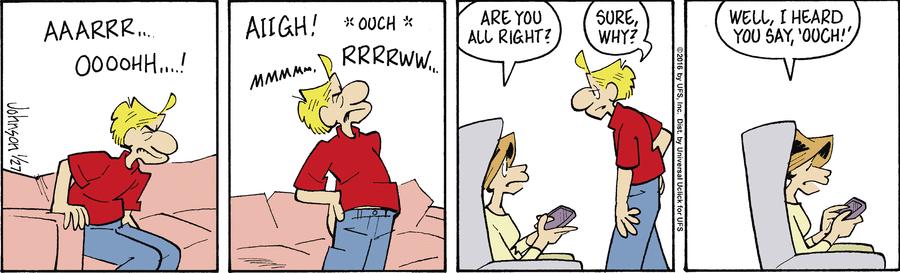 AAARRR...
OOOOHH....!
Johnson 1/27
AIIGH! *OUCH*
MMMMm..
RRRRWW...
ARE YOU
ALL RIGHT?
SURE,
WHY?
©2016 by UFS, Inc. Dist. by Universal Uclick for UFS
WELL, I HEARD
YOU SAY, 'OUCH!'